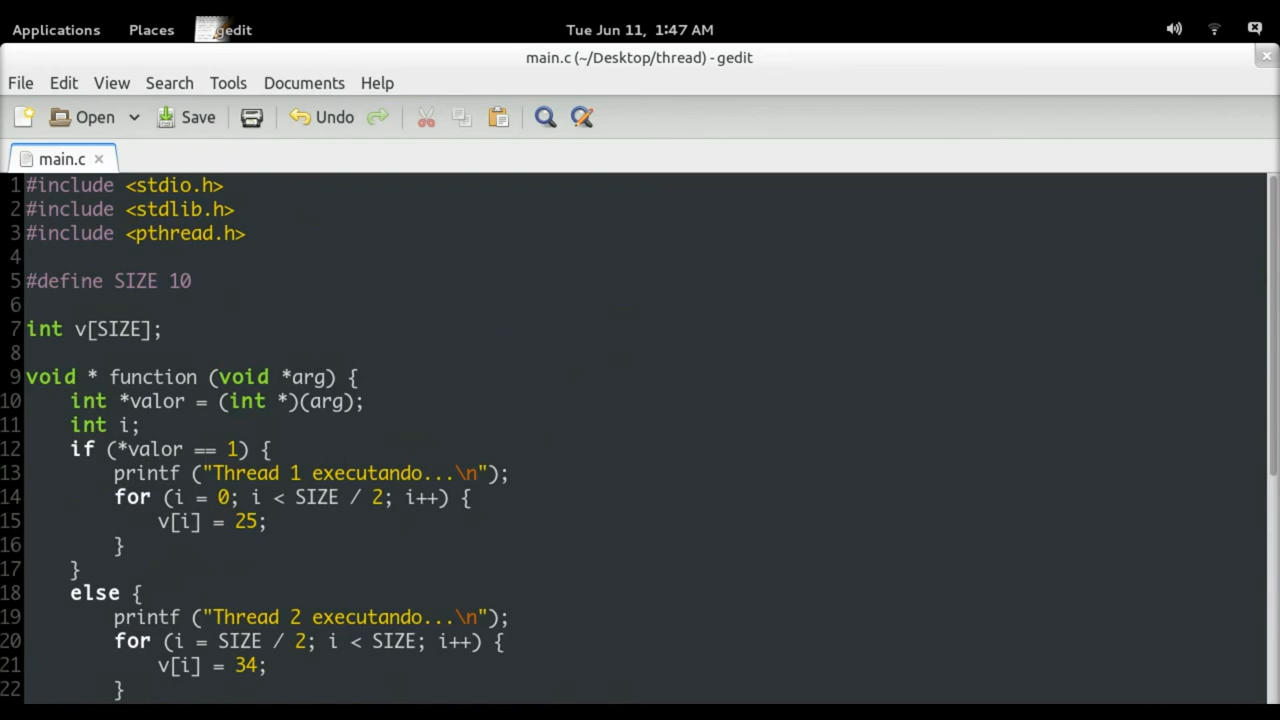 Applications Places gedit Tue Jun 11, 1:47 AM
main.c (~/Desktop/thread) - gedit
File Edit View Search Tools Documents Help
Open Save Undo
main.c
1 #include <stdio.h>
2 #include <stdlib.h>
3 #include <pthread.h>
4
5 #define SIZE 10
6
7 int v[SIZE];
8
9 void * function (void *arg) {
10 int *valor = (int *)(arg);
11 int i;
12 if (*valor == 1) {
13 printf ("Thread 1 executando...\n");
14 for (i = 0; i < SIZE / 2; i++) {
15 v[i] = 25;
16 }
17 }
18 else {
19 printf ("Thread 2 executando...\n");
20 for (i = SIZE / 2; i < SIZE; i++) {
21 v[i] = 34;
22 }